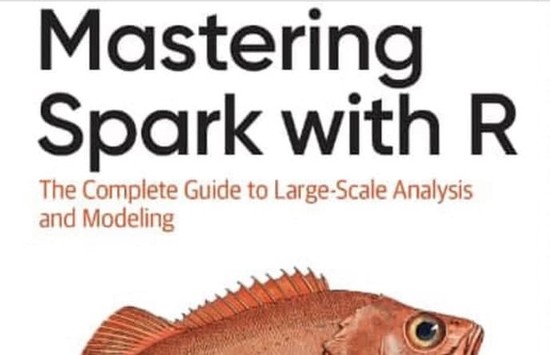 Mastering
Spark with R
The Complete Guide to Large-Scale Analysis
and Modeling